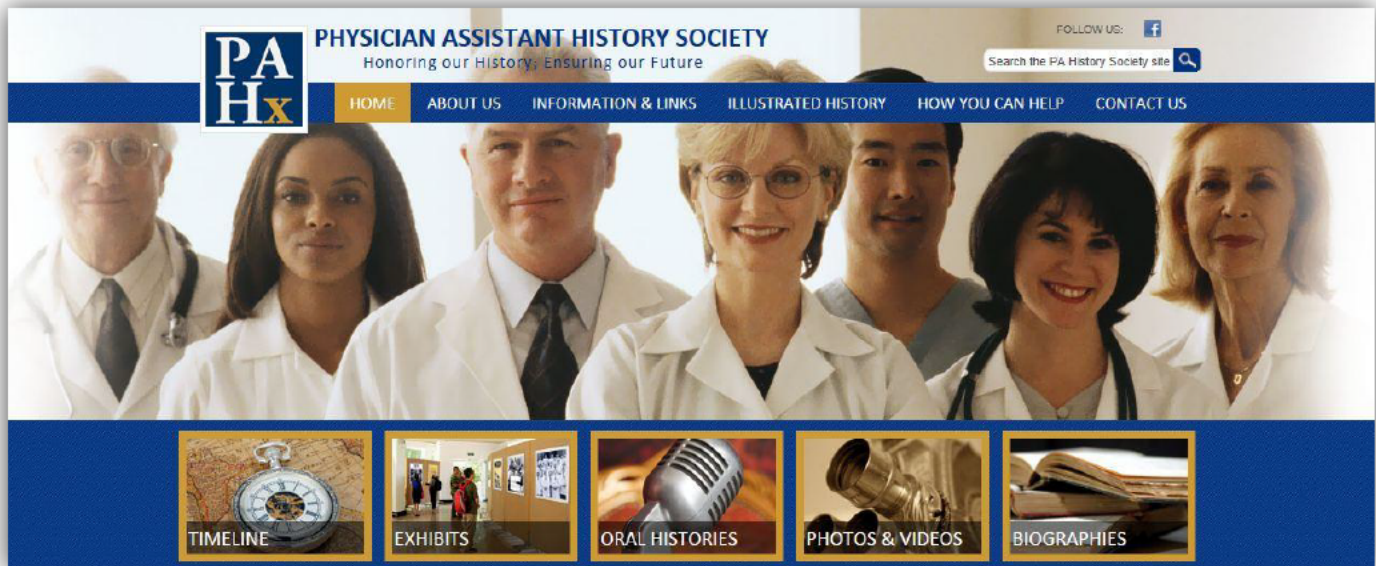 PA
Hx
PHYSICIAN ASSISTANT HISTORY SOCIETY
Honoring our History; Ensuring our Future
FOLLOW US:
f
Search the PA History Society site
HOME
ABOUT US
INFORMATION & LINKS
ILLUSTRATED HISTORY
HOW YOU CAN HELP
CONTACT US
TIMELINE
EXHIBITS
ORAL HISTORIES
PHOTOS & VIDEOS
BIOGRAPHIES